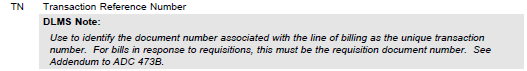 TN Transaction Reference Number
DLMS Note:
Use to identify the document number associated with the line of billing as the unique transaction
number. For bills in response to requisitions, this must be the requisition document number. See
Addendum to ADC 473B.